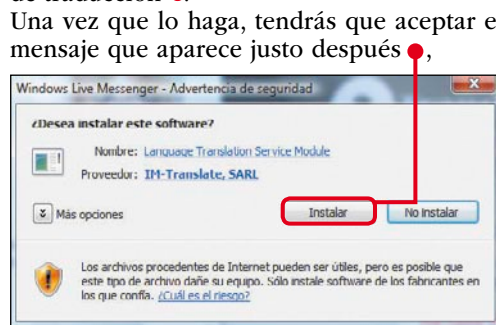 Una vez que lo haga, tendrás que aceptar e
mensaje que aparece justo después ,
Windows Live Messenger - Advertencia de seguridad
¿Desea instalar este software?
Nombre: Language Translation Service Module
Proveedor: IM-Translate, SARL
Más opciones
Instalar
No instalar
Los archivos procedentes de Internet pueden ser útiles, pero es posible que
este tipo de archivo dañe su equipo. Sólo instale software de los fabricantes en
los que confía. ¿Cuál es el riesgo?